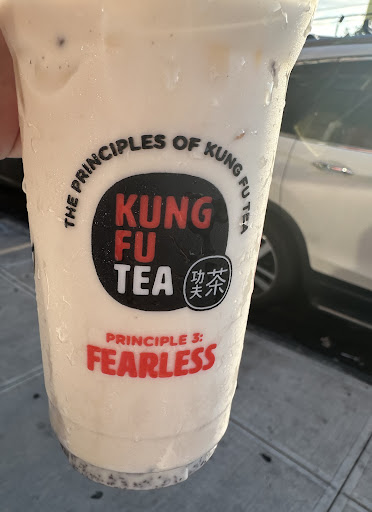 THE PRINCIPLES OF KUNG FU TEA
KUNG
FU
TEA
功夫茶
PRINCIPLE 3:
FEARLESS